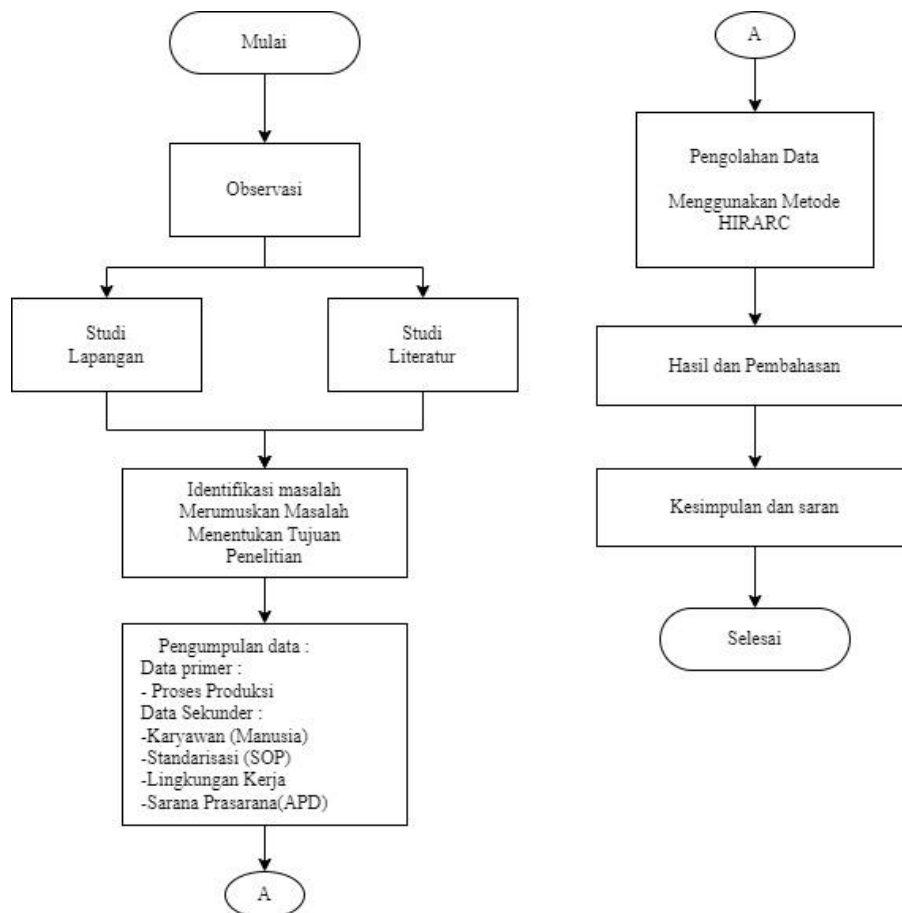 Mulai
Observasi
Studi
Lapangan
Studi
Literatur
Identifikasi masalah
Merumuskan Masalah
Menentukan Tujuan
Penelitian
Pengumpulan data :
Data primer :
- Proses Produksi
Data Sekunder :
-Karyawan (Manusia)
-Standarisasi (SOP)
-Lingkungan Kerja
-Sarana Prasarana(APD)
A
A
Pengolahan Data
Menggunakan Metode
HIRARC
Hasil dan Pembahasan
Kesimpulan dan saran
Selesai